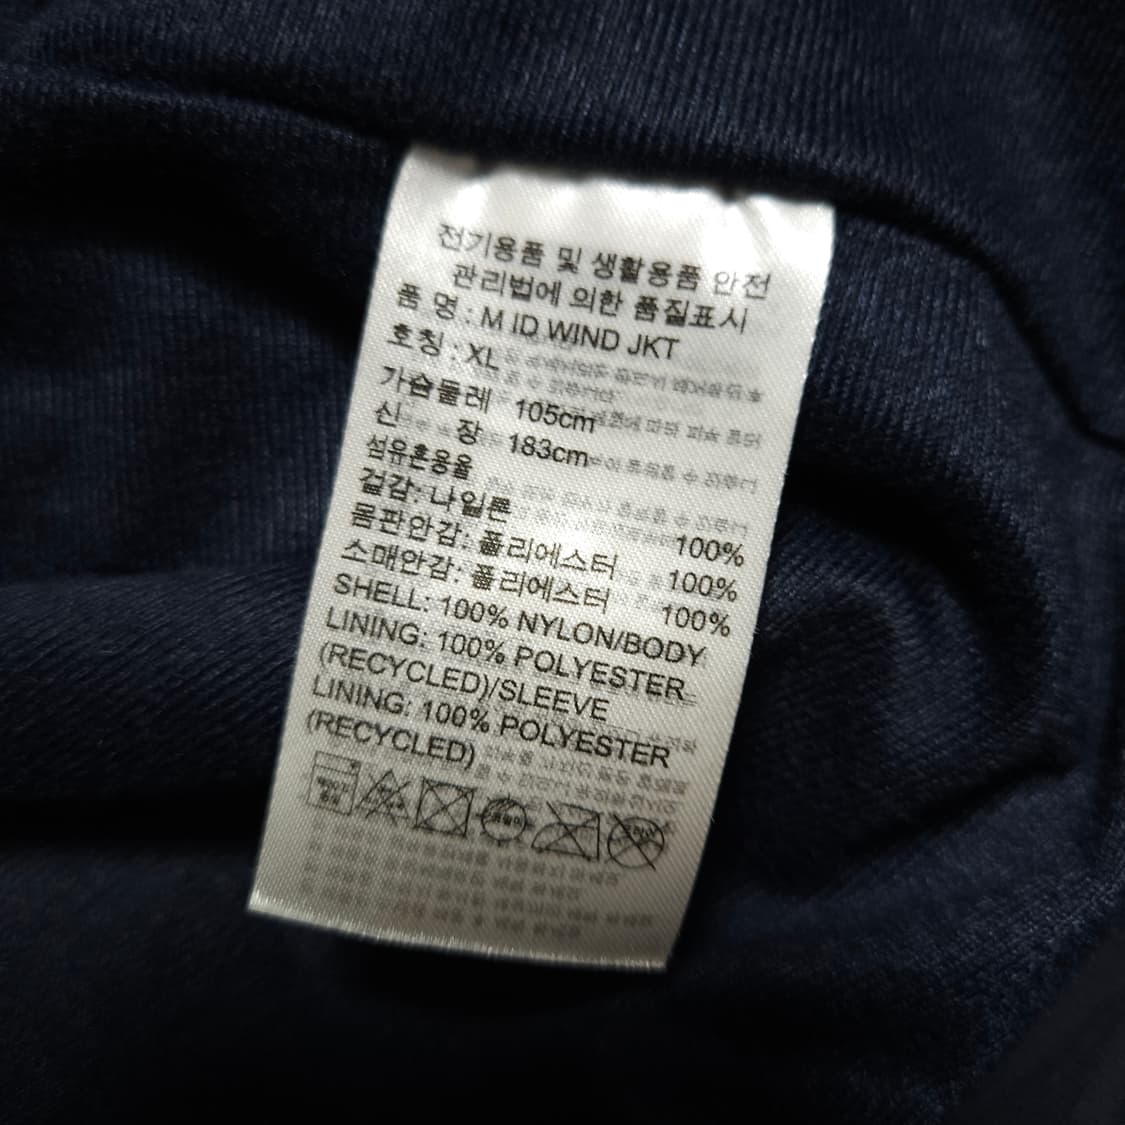 전기용품 및 생활용품 안전
관리법에 의한 품질표시
품 명 : M ID WIND JKT
호칭 : XL
가슴둘레 105cm
신 장 183cm
섬유혼용율
겉감: 나일론 100%
몸판안감: 폴리에스터 100%
소매안감: 폴리에스터 100%
SHELL: 100% NYLON/BODY
LINING: 100% POLYESTER
(RECYCLED)/SLEEVE
LINING: 100% POLYESTER
(RECYCLED)